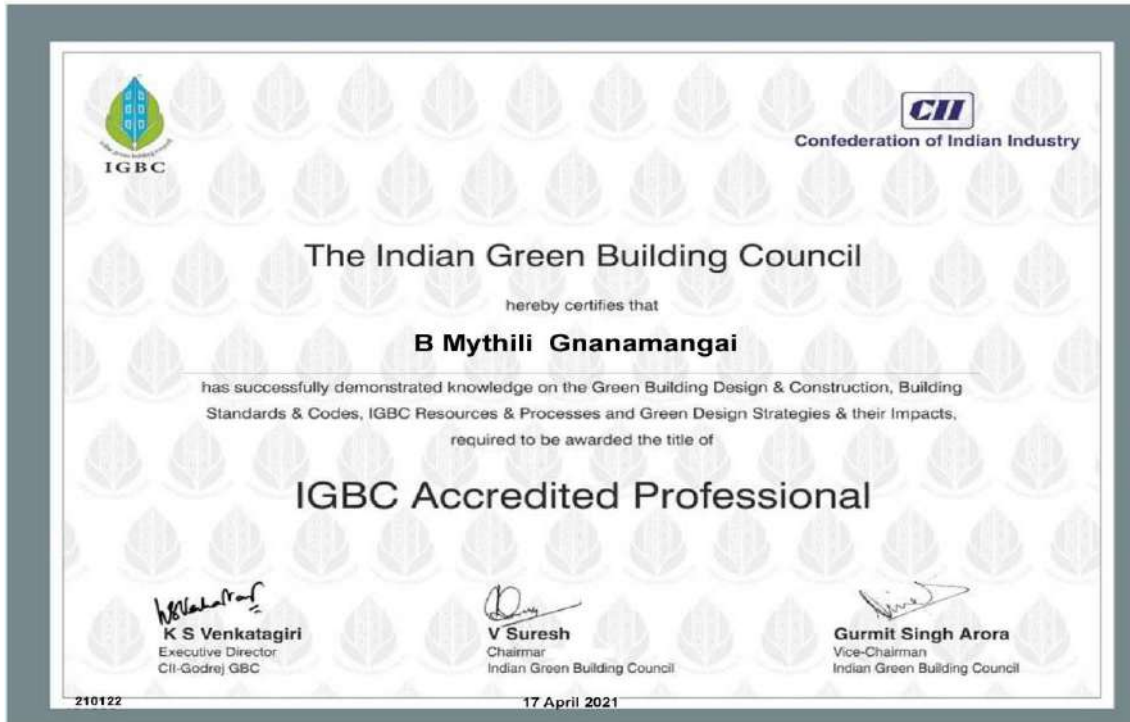 IGBC
CII
Confederation of Indian Industry
The Indian Green Building Council
hereby certifies that
B Mythili Gnanamangai
has successfully demonstrated knowledge on the Green Building Design & Construction, Building
Standards & Codes, IGBC Resources & Processes and Green Design Strategies & their Impacts,
required to be awarded the title of
IGBC Accredited Professional
K S Venkatagiri
Executive Director
CII-Godrej GBC
V Suresh
Chairmar
Indian Green Building Council
Gurmit Singh Arora
Vice-Chairman
Indian Green Building Council
210122
17 April 2021